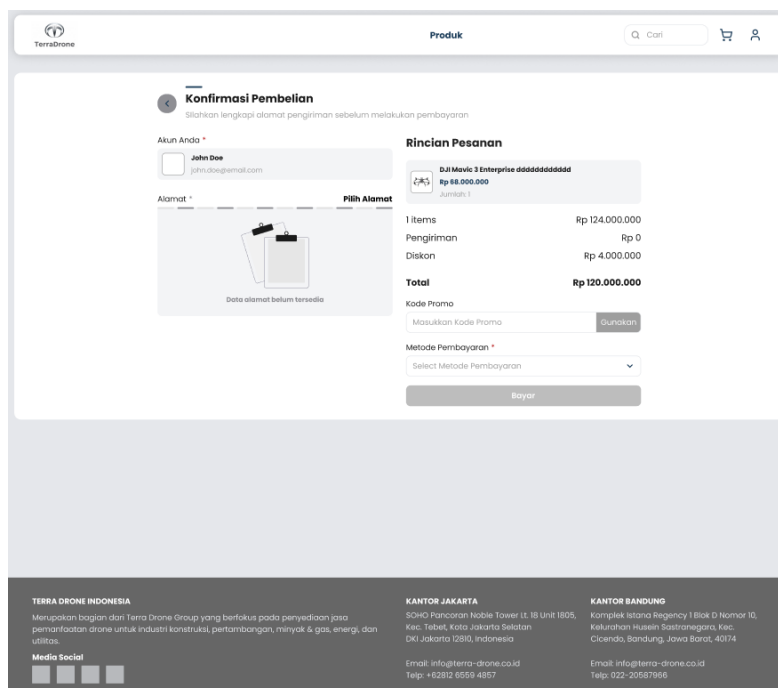 TerraDrone
Produk
Cari
Konfirmasi Pembelian
Silahkan lengkapi alamat pengiriman sebelum melakukan pembayaran
Akun Anda *
John Doe
john.doe@email.com
Alamat *
Pilih Alamat
Data alamat belum tersedia
Rincian Pesanan
DJI Mavic 3 Enterprise dddddddddddd
Rp 68.000.000
Jumlah: 1
1 items Rp 124.000.000
Pengiriman Rp 0
Diskon Rp 4.000.000
Total Rp 120.000.000
Kode Promo
Masukkan Kode Promo
Gunakan
Metode Pembayaran *
Select Metode Pembayaran
Bayar
TERRA DRONE INDONESIA
Merupakan bagian dari Terra Drone Group yang berfokus pada penyediaan jasa
pemanfaatan drone untuk industri konstruksi, pertambangan, minyak & gas, energi, dan
utilitas.
Media Social
KANTOR JAKARTA
SOHO Pancoran Noble Tower Lt. 18 Unit 1805,
Kec. Tebet, Kota Jakarta Selatan
DKI Jakarta 12810, Indonesia
Email: info@terra-drone.co.id
Telp: +62812 6559 4857
KANTOR BANDUNG
Komplek Istana Regency 1 Blok D Nomor 10,
Kelurahan Husein Sastranegara, Kec.
Cicendo, Bandung, Jawa Barat, 40174
Email: info@terra-drone.co.id
Telp: 022-20587966